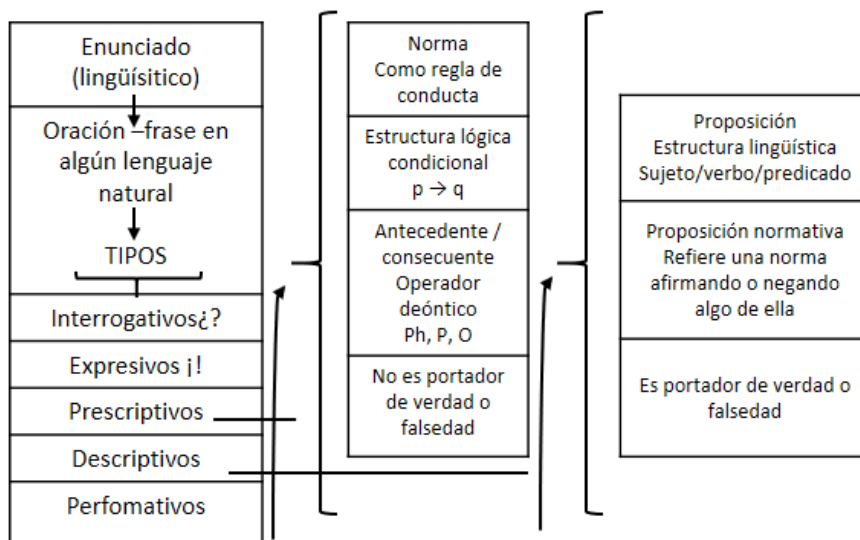 Enunciado
(lingüísitico)
Oración –frase en
algún lenguaje
natural
TIPOS
Interrogativos¿?
Expresivos ¡!
Prescriptivos
Descriptivos
Perfomativos
Norma
Como regla de
conducta
Estructura lógica
condicional
p → q
Antecedente /
consecuente
Operador
deóntico
Ph, P, O
No es portador
de verdad o
falsedad
Proposición
Estructura lingüística
Sujeto/verbo/predicado
Proposición normativa
Refiere una norma
afirmando o negando
algo de ella
Es portador de verdad o
falsedad